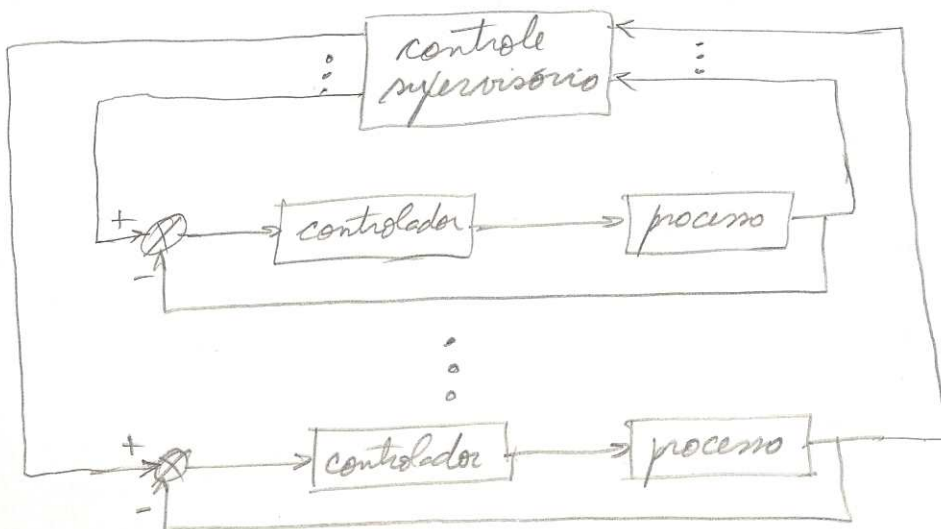 controle
supervisório
+
controlador
processo
-
+
controlador
processo
-